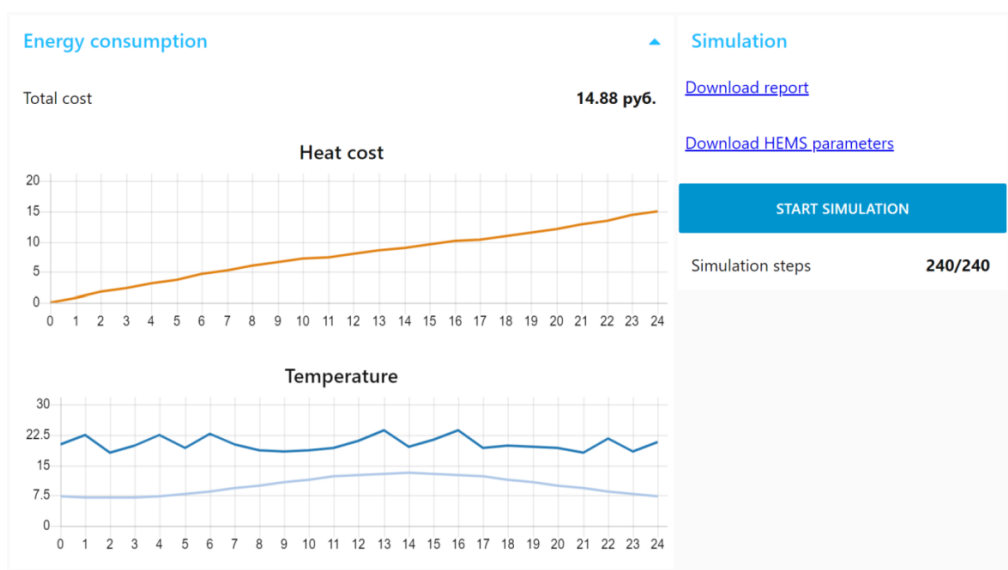 Energy consumption
Total cost 14.88 руб.
Heat cost
20
15
10
5
0
0 1 2 3 4 5 6 7 8 9 10 11 12 13 14 15 16 17 18 19 20 21 22 23 24
Temperature
30
22.5
15
7.5
0
0 1 2 3 4 5 6 7 8 9 10 11 12 13 14 15 16 17 18 19 20 21 22 23 24
Simulation
Download report
Download HEMS parameters
START SIMULATION
Simulation steps 240/240